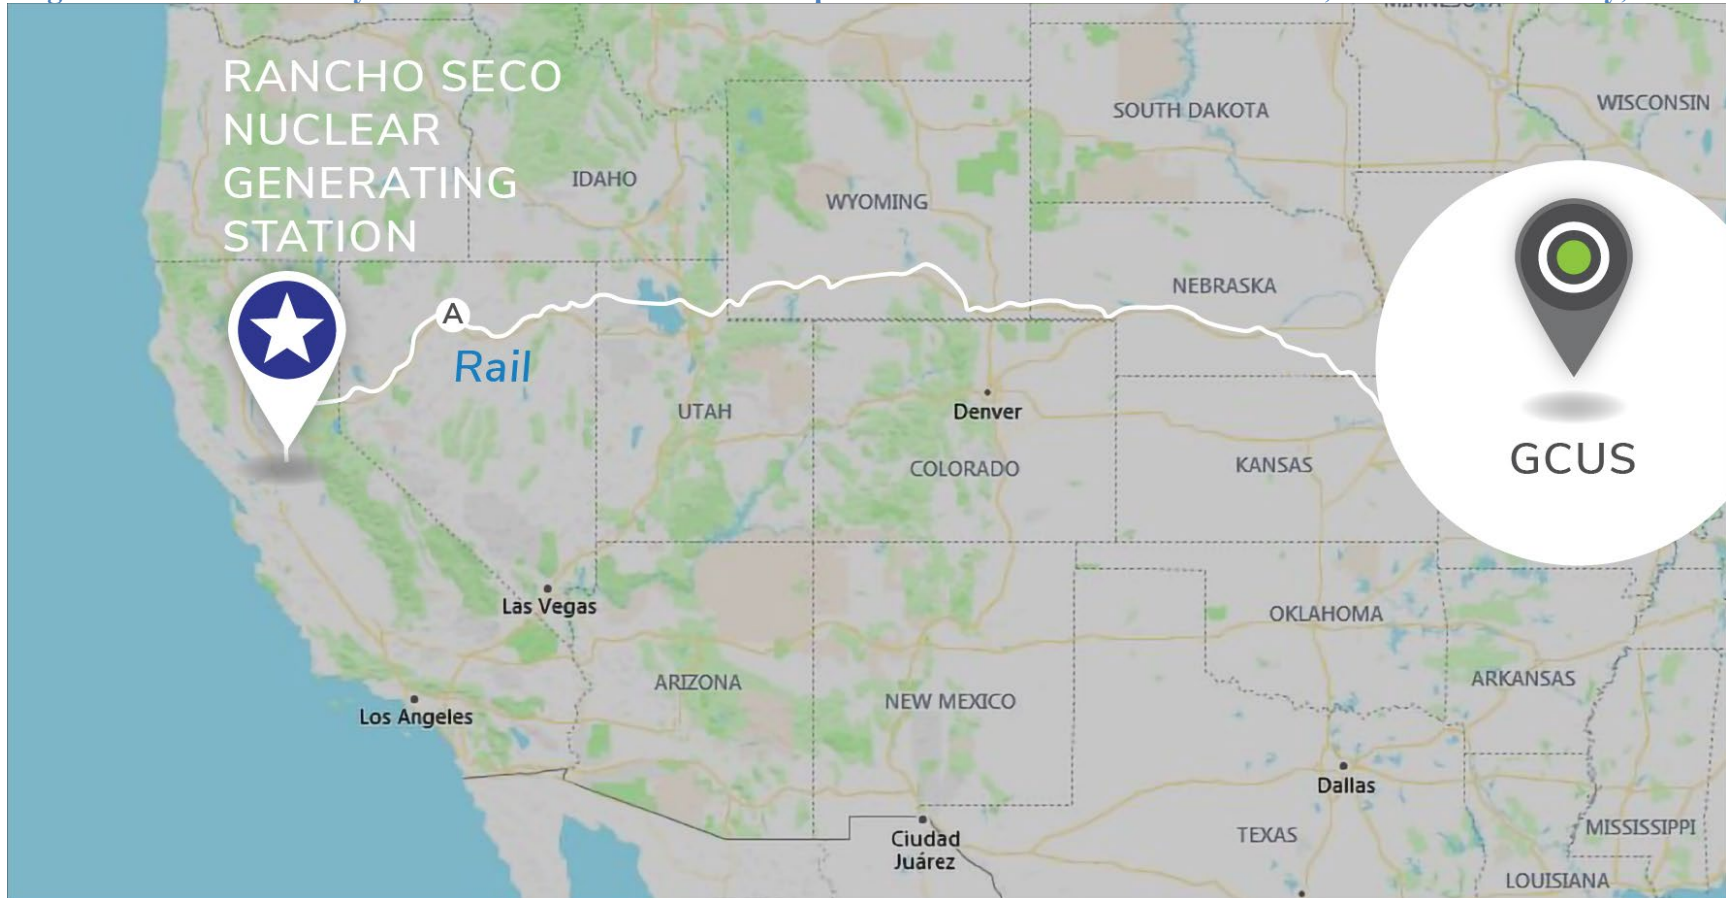 RANCHO SECO
NUCLEAR
GENERATING
STATION
MINNESOTA
SOUTH DAKOTA
WISCONSIN
IDAHO
WYOMING
NEBRASKA
A
Rail
UTAH
Denver
COLORADO
KANSAS
GCUS
Las Vegas
OKLAHOMA
ARIZONA
NEW MEXICO
ARKANSAS
Los Angeles
Dallas
Ciudad
Juárez
TEXAS
MISSISSIPPI
LOUISIANA